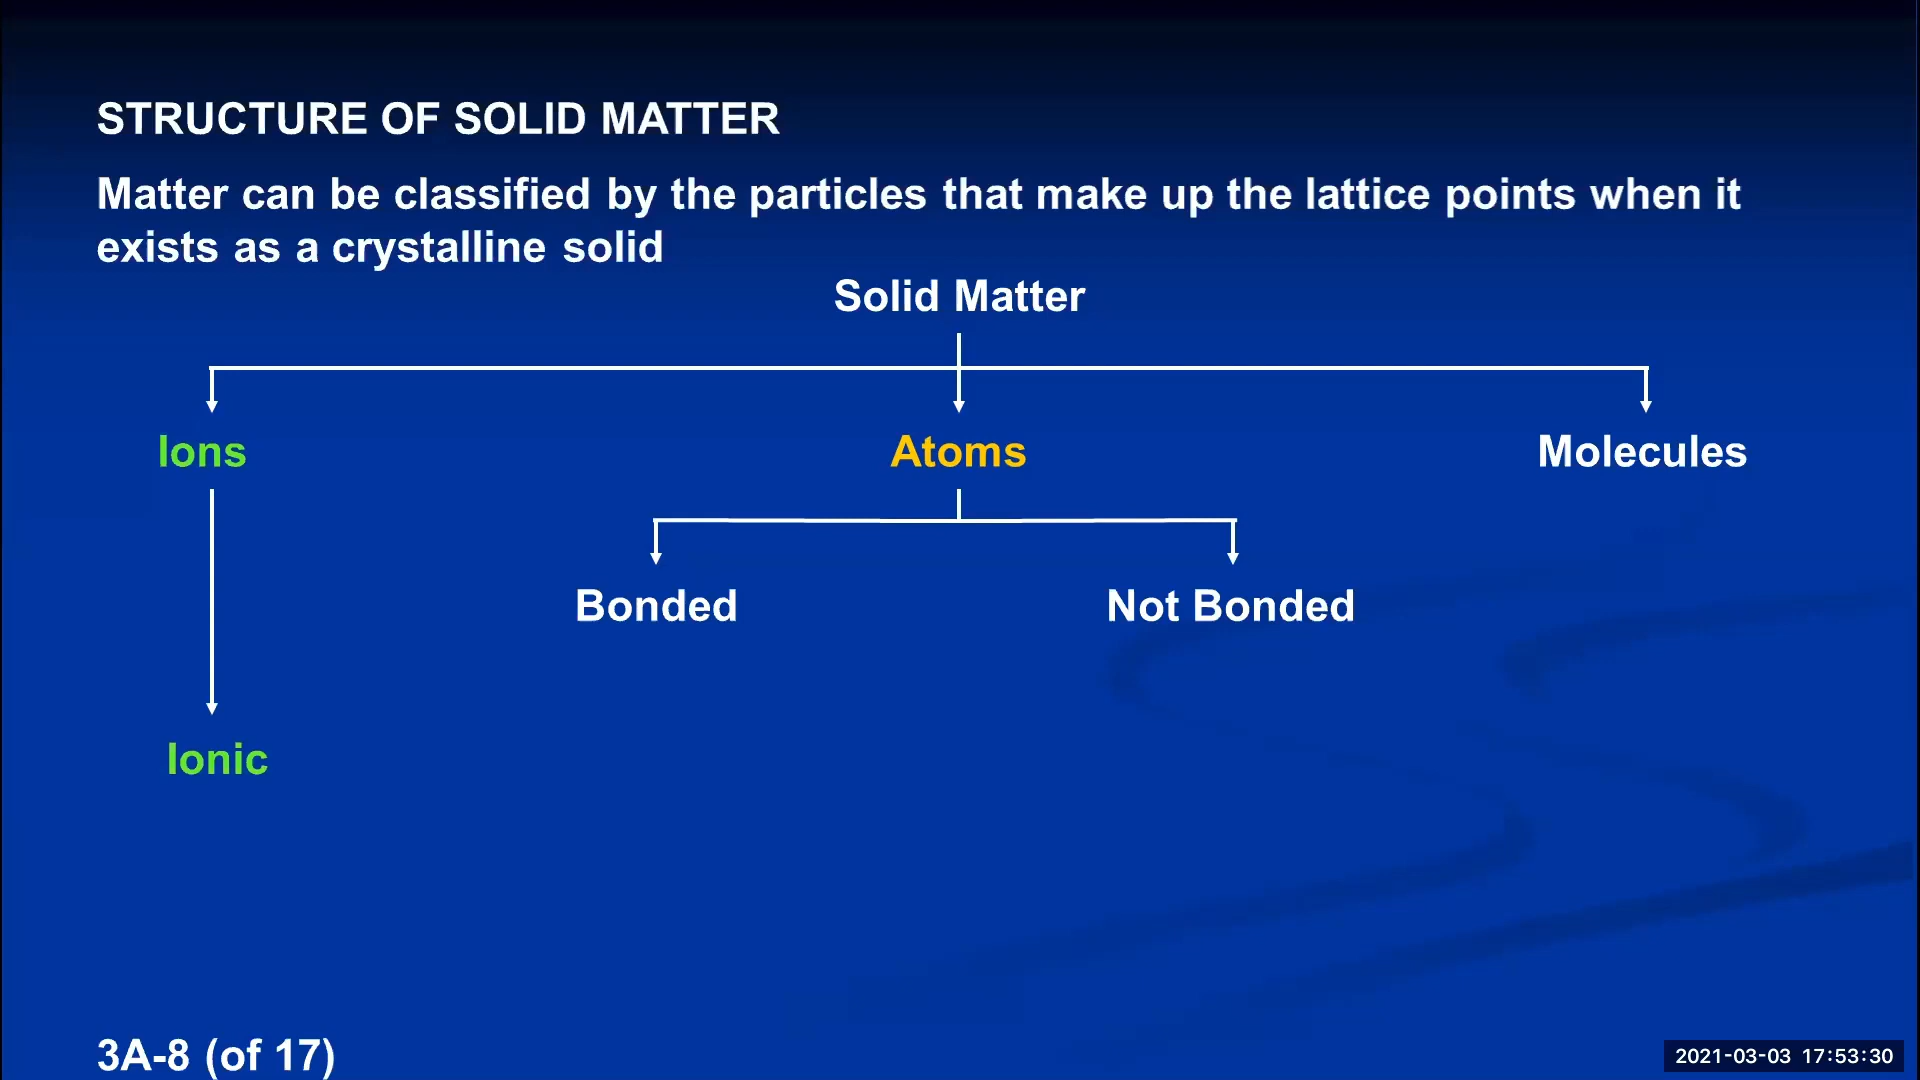 STRUCTURE OF SOLID MATTER
Matter can be classified by the particles that make up the lattice points when it
exists as a crystalline solid
Solid Matter
Ions
Atoms
Molecules
Bonded
Not Bonded
Ionic
3A-8 (of 17)
2021-03-03 17:53:30